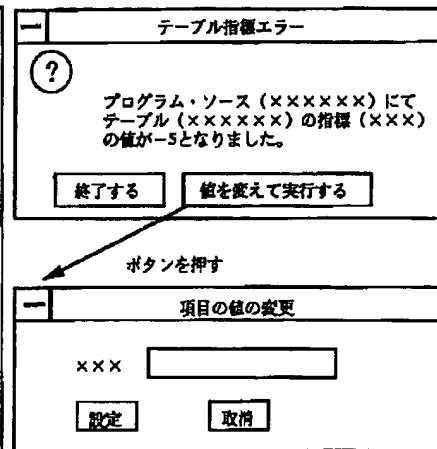 テーブル指標エラー
?
プログラム・ソース（××××××）にて
テーブル（××××××）の指標（×××）
の値が−5となりました。
終了する 値を変えて実行する
ボタンを押す
項目の値の変更
×××
設定 取消